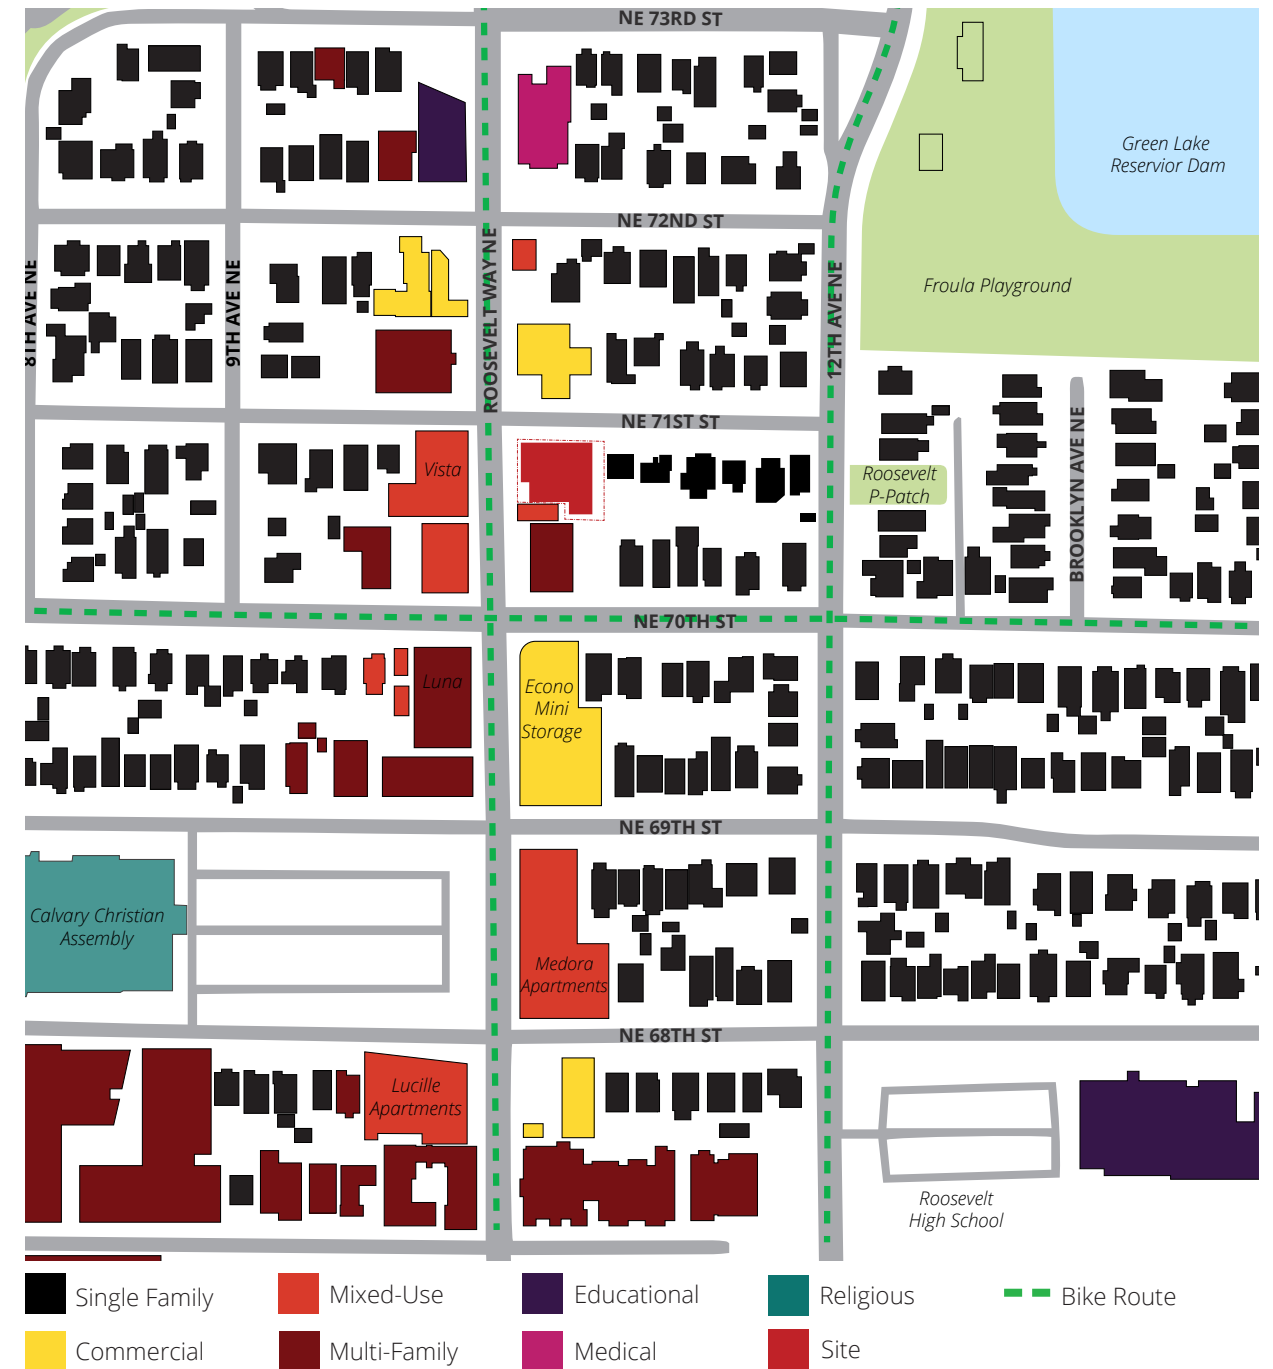 NE 73RD ST
Green Lake
Reservior Dam
NE 72ND ST
Froula Playground
8TH AVE NE
9TH AVE NE
ROOSEVELT WAY NE
12TH AVE NE
NE 71ST ST
BROOKLYN AVE NE
Vista
Roosevelt
P-Patch
NE 70TH ST
Luna
Econo
Mini
Storage
NE 69TH ST
Calvary Christian
Assembly
Medora
Apartments
NE 68TH ST
Lucille
Apartments
Roosevelt
High School
Single Family
Mixed-Use
Educational
Religious
Bike Route
Commercial
Multi-Family
Medical
Site